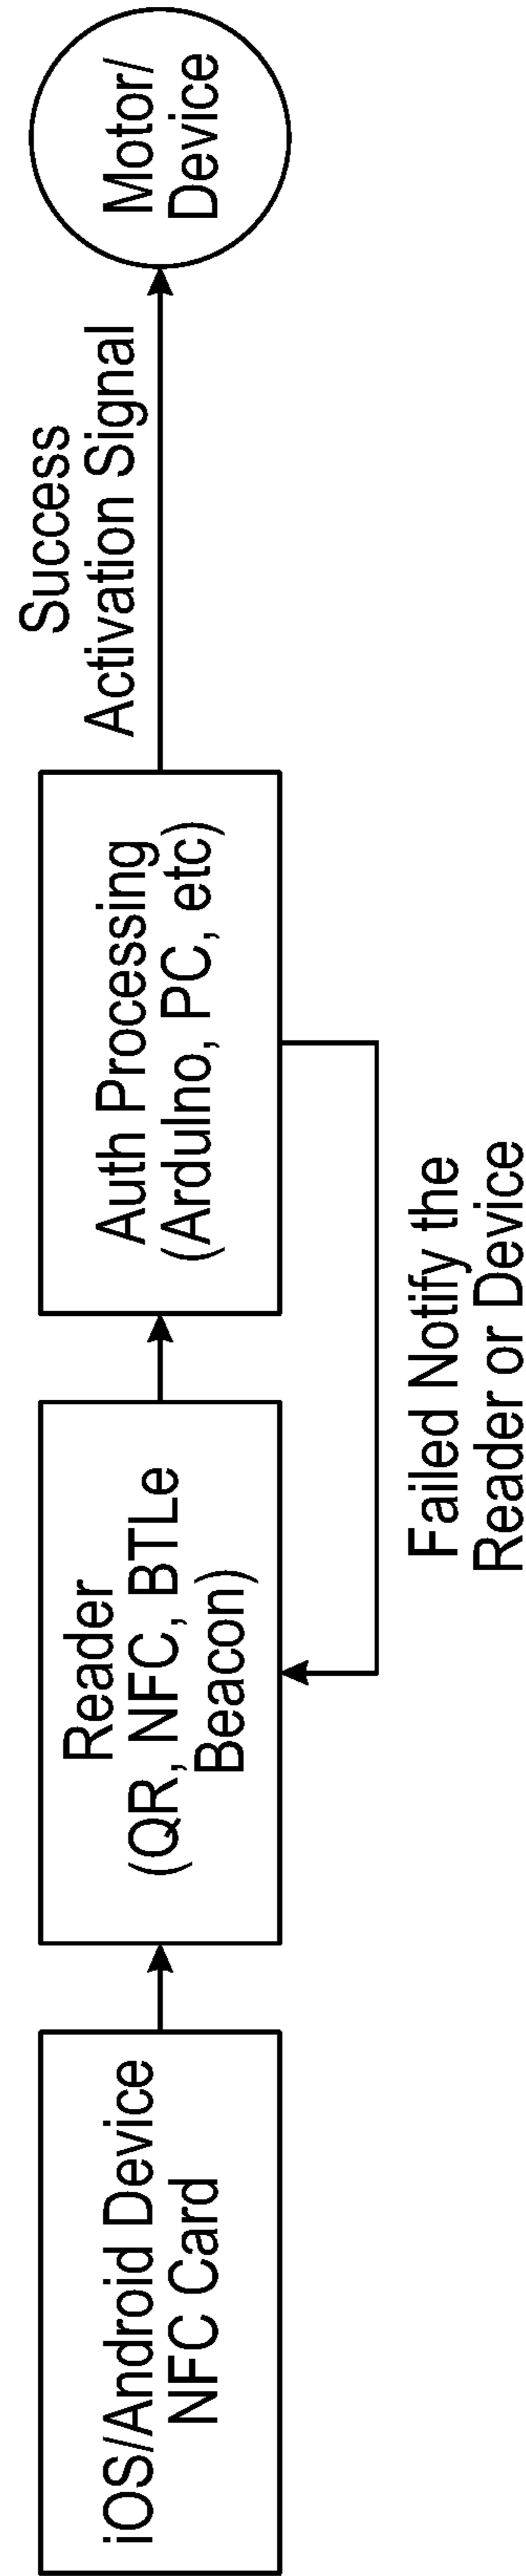 iOS/Android Device
NFC Card
Reader
(QR, NFC, BTLe
Beacon)
Auth Processing
(Ardulno, PC, etc)
Success
Activation Signal
Motor/
Device
Failed Notify the
Reader or Device